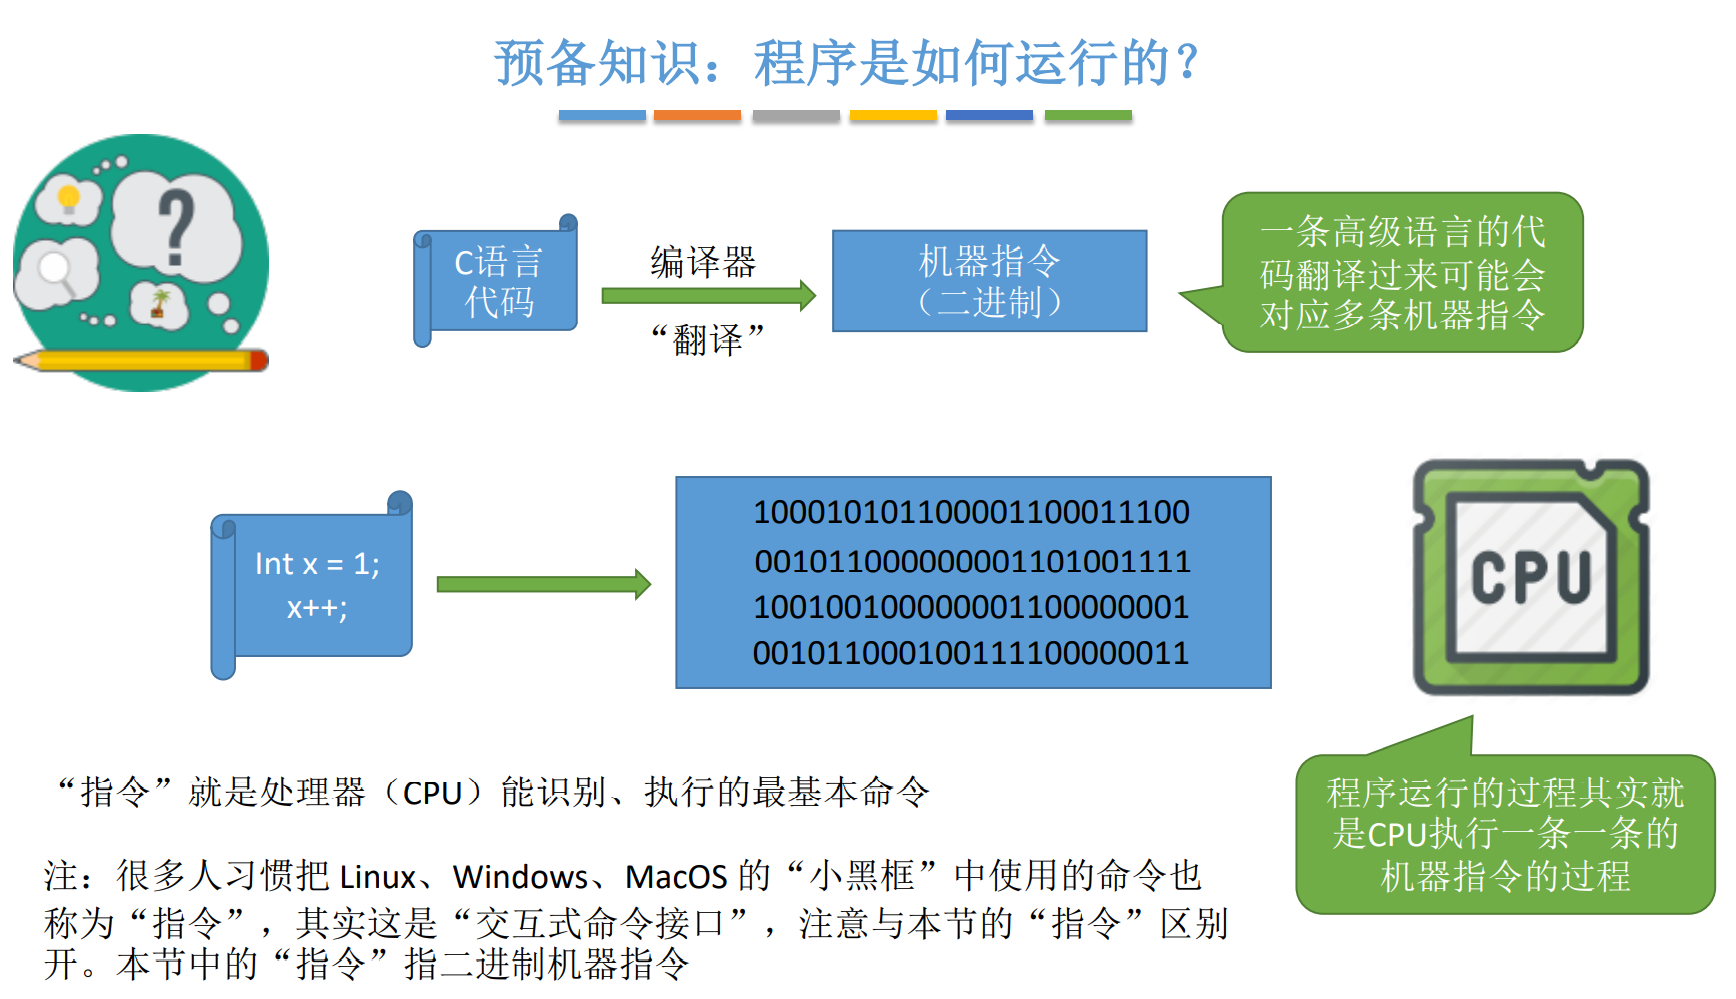 预备知识：程序是如何运行的？
C语言
代码
编译器
“翻译”
机器指令
（二进制）
一条高级语言的代
码翻译过来可能会
对应多条机器指令
Int x = 1;
x++;
100010101100001100011100
001011000000001101001111
100100100000001100000001
001011000100111100000011
CPU
程序运行的过程其实就
是CPU执行一条一条的
机器指令的过程
“指令”就是处理器（CPU）能识别、执行的最基本命令
注：很多人习惯把 Linux、Windows、MacOS 的“小黑框”中使用的命令也
称为“指令”，其实这是“交互式命令接口”，注意与本节的“指令”区别
开。本节中的“指令”指二进制机器指令